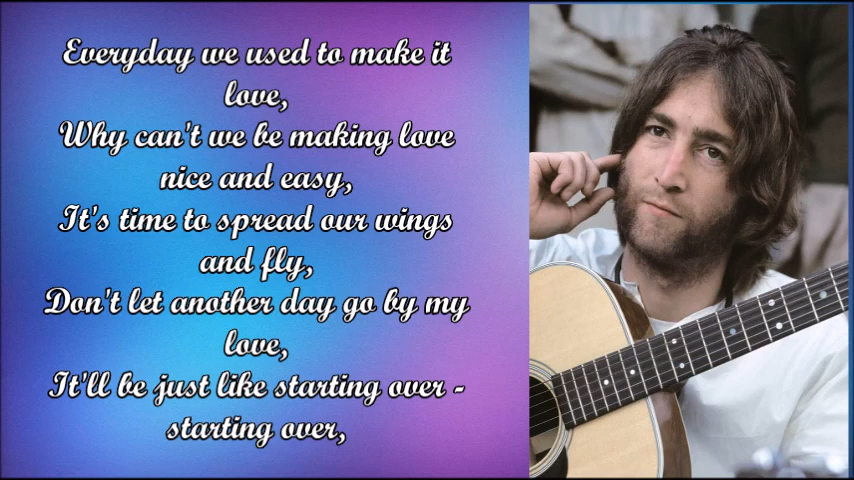 Everyday we used to make it
love,
Why can't we be making love
nice and easy,
It's time to spread our wings
and fly,
Don't let another day go by my
love,
It'll be just like starting over -
starting over,